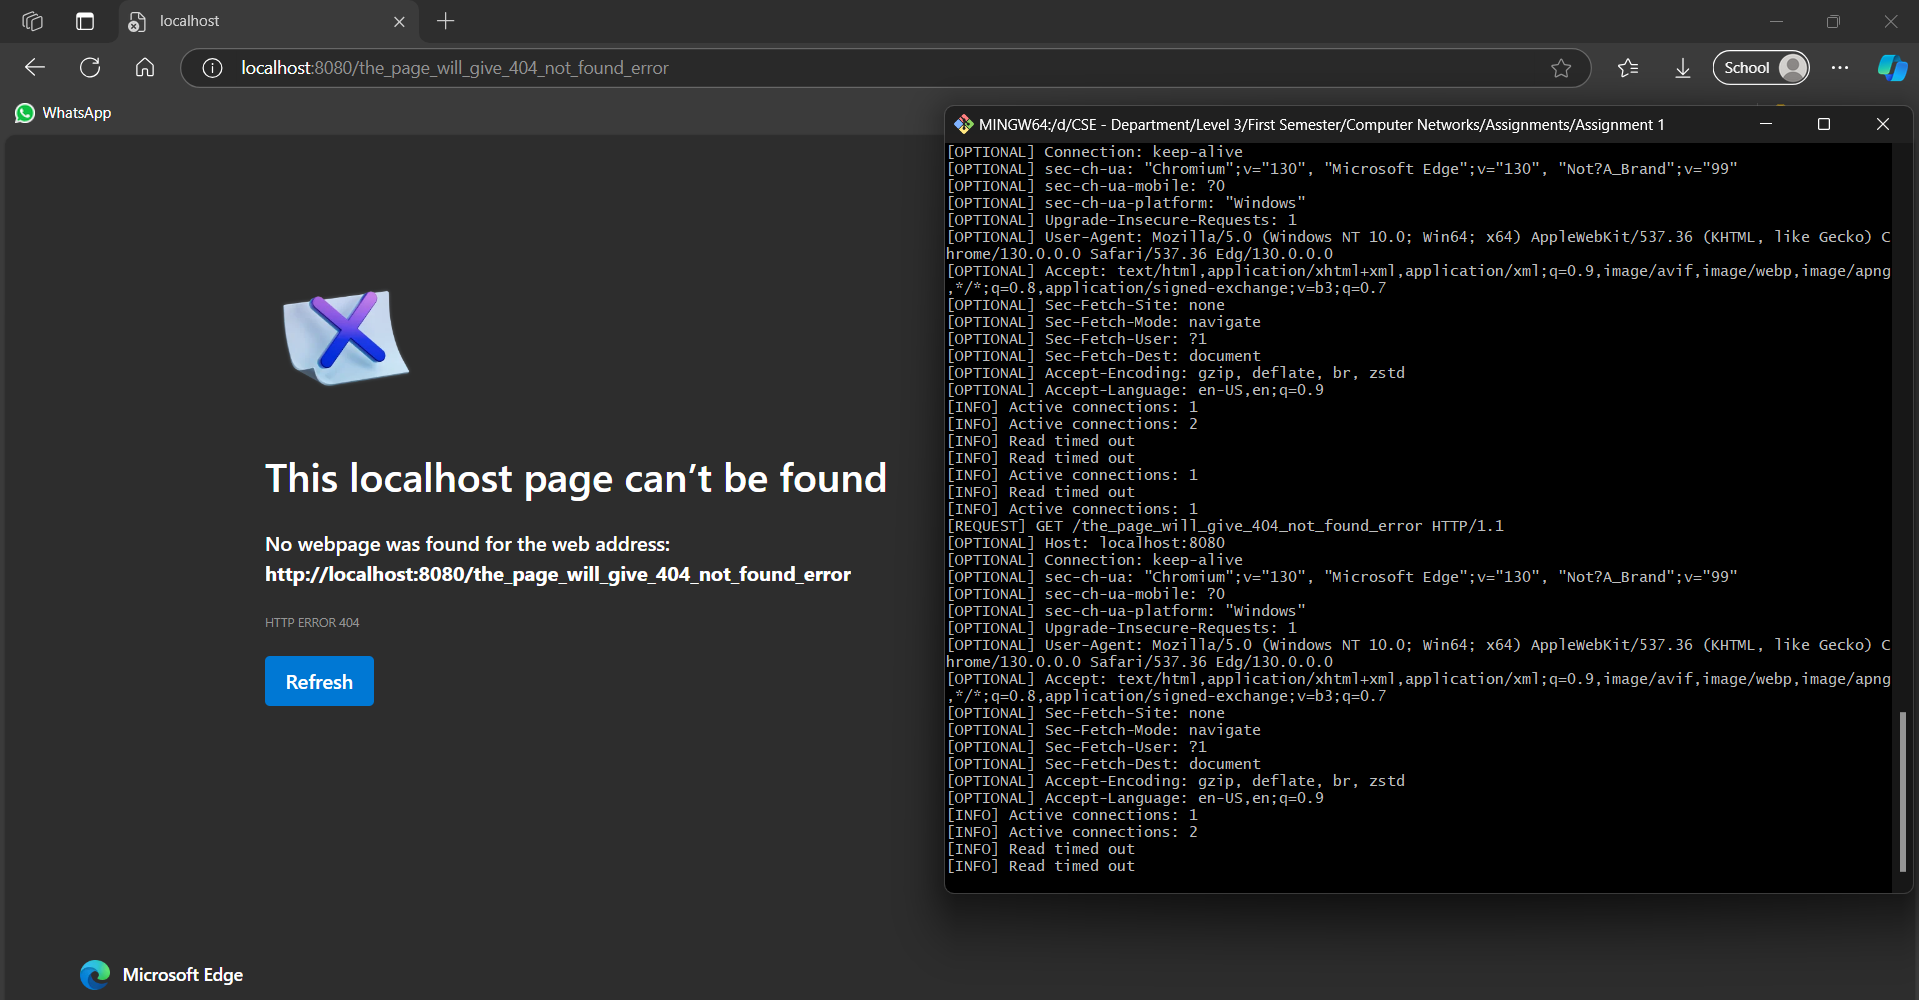 localhost
localhost:8080/the_page_will_give_404_not_found_error
School
WhatsApp
This localhost page can’t be found
No webpage was found for the web address:
http://localhost:8080/the_page_will_give_404_not_found_error
HTTP ERROR 404
Refresh
Microsoft Edge
MINGW64:/d/CSE - Department/Level 3/First Semester/Computer Networks/Assignments/Assignment 1
[OPTIONAL] Connection: keep-alive
[OPTIONAL] sec-ch-ua: "Chromium";v="130", "Microsoft Edge";v="130", "Not?A_Brand";v="99"
[OPTIONAL] sec-ch-ua-mobile: ?0
[OPTIONAL] sec-ch-ua-platform: "Windows"
[OPTIONAL] Upgrade-Insecure-Requests: 1
[OPTIONAL] User-Agent: Mozilla/5.0 (Windows NT 10.0; Win64; x64) AppleWebKit/537.36 (KHTML, like Gecko) C
hrome/130.0.0.0 Safari/537.36 Edg/130.0.0.0
[OPTIONAL] Accept: text/html,application/xhtml+xml,application/xml;q=0.9,image/avif,image/webp,image/apng
,*/*;q=0.8,application/signed-exchange;v=b3;q=0.7
[OPTIONAL] Sec-Fetch-Site: none
[OPTIONAL] Sec-Fetch-Mode: navigate
[OPTIONAL] Sec-Fetch-User: ?1
[OPTIONAL] Sec-Fetch-Dest: document
[OPTIONAL] Accept-Encoding: gzip, deflate, br, zstd
[OPTIONAL] Accept-Language: en-US,en;q=0.9
[INFO] Active connections: 1
[INFO] Active connections: 2
[INFO] Read timed out
[INFO] Read timed out
[INFO] Active connections: 1
[INFO] Read timed out
[INFO] Active connections: 1
[REQUEST] GET /the_page_will_give_404_not_found_error HTTP/1.1
[OPTIONAL] Host: localhost:8080
[OPTIONAL] Connection: keep-alive
[OPTIONAL] sec-ch-ua: "Chromium";v="130", "Microsoft Edge";v="130", "Not?A_Brand";v="99"
[OPTIONAL] sec-ch-ua-mobile: ?0
[OPTIONAL] sec-ch-ua-platform: "Windows"
[OPTIONAL] Upgrade-Insecure-Requests: 1
[OPTIONAL] User-Agent: Mozilla/5.0 (Windows NT 10.0; Win64; x64) AppleWebKit/537.36 (KHTML, like Gecko) C
hrome/130.0.0.0 Safari/537.36 Edg/130.0.0.0
[OPTIONAL] Accept: text/html,application/xhtml+xml,application/xml;q=0.9,image/avif,image/webp,image/apng
,*/*;q=0.8,application/signed-exchange;v=b3;q=0.7
[OPTIONAL] Sec-Fetch-Site: none
[OPTIONAL] Sec-Fetch-Mode: navigate
[OPTIONAL] Sec-Fetch-User: ?1
[OPTIONAL] Sec-Fetch-Dest: document
[OPTIONAL] Accept-Encoding: gzip, deflate, br, zstd
[OPTIONAL] Accept-Language: en-US,en;q=0.9
[INFO] Active connections: 1
[INFO] Active connections: 2
[INFO] Read timed out
[INFO] Read timed out